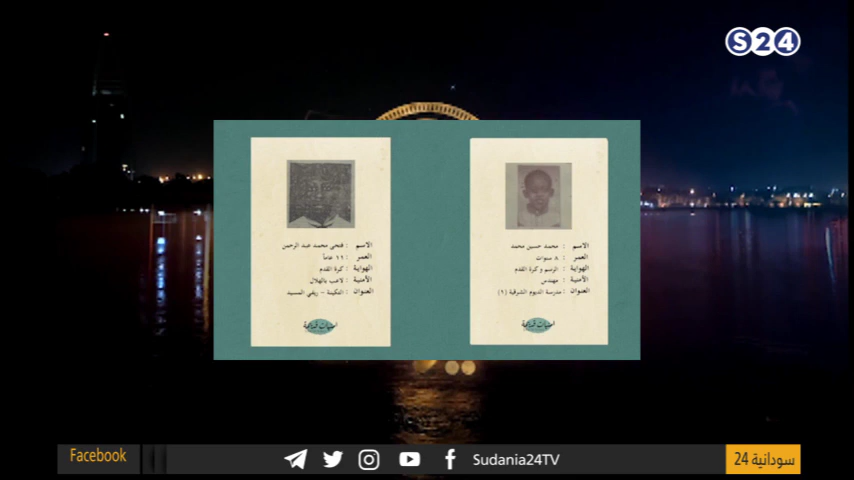 S24
الاسم : محمد حسين محمد
العمر : ٨ سنوات
الهواية : الرسم وكرة القدم
الأمنية : مهندس
العنوان : مدرسة الديوم الشرقية (٩)
الاسم : فتحي محمد عبد الرحمن
العمر : ١١ عاماً
الهواية : كرة القدم
الأمنية : لاعب بالهلال
العنوان : التكينة - ريفي المسيد
Facebook
Sudania24TV
سودانية 24